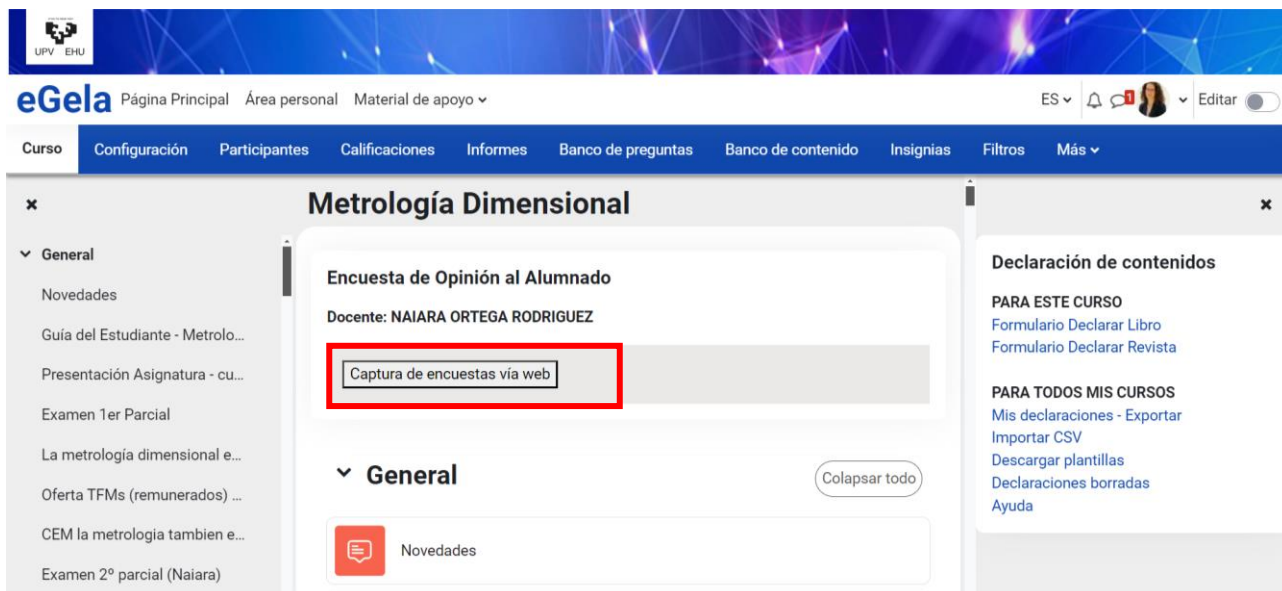 UPV EHU
eGela Página Principal Área personal Material de apoyo ES 1 Editar
Curso Configuración Participantes Calificaciones Informes Banco de preguntas Banco de contenido Insignias Filtros Más
General
Novedades
Guía del Estudiante - Metrolo...
Presentación Asignatura - cu...
Examen 1er Parcial
La metrología dimensional e...
Oferta TFMs (remunerados) ...
CEM la metrologia tambien e...
Examen 2º parcial (Naiara)
Metrología Dimensional
Encuesta de Opinión al Alumnado
Docente: NAIARA ORTEGA RODRIGUEZ
Captura de encuestas vía web
General
Colapsar todo
Novedades
Declaración de contenidos
PARA ESTE CURSO
Formulario Declarar Libro
Formulario Declarar Revista
PARA TODOS MIS CURSOS
Mis declaraciones - Exportar
Importar CSV
Descargar plantillas
Declaraciones borradas
Ayuda